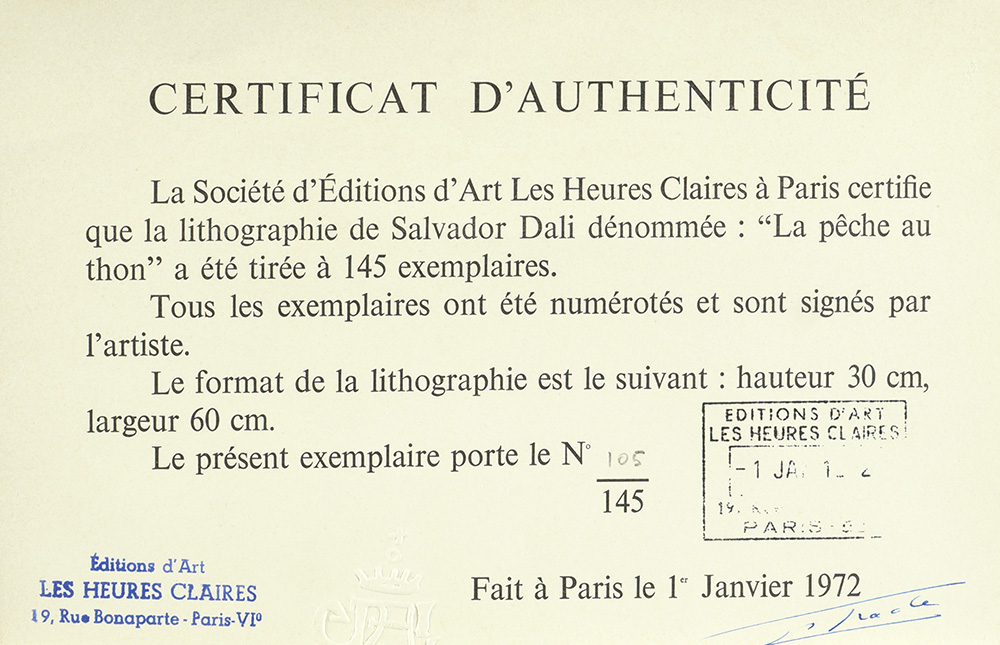 CERTIFICAT D'AUTHENTICITÉ
La Société d'Éditions d'Art Les Heures Claires à Paris certifie
que la lithographie de Salvador Dali dénommée : “La pêche au
thon” a été tirée à 145 exemplaires.
Tous les exemplaires ont été numérotés et sont signés par
l'artiste.
Le format de la lithographie est le suivant : hauteur 30 cm,
largeur 60 cm.
Le présent exemplaire porte le N° 105
145
EDITIONS D'ART
LES HEURES CLAIRES
-1
19,
PARIS
Éditions d'Art
LES HEURES CLAIRES
19, Rue Bonaparte - Paris-VIº
Fait à Paris le 1er Janvier 1972